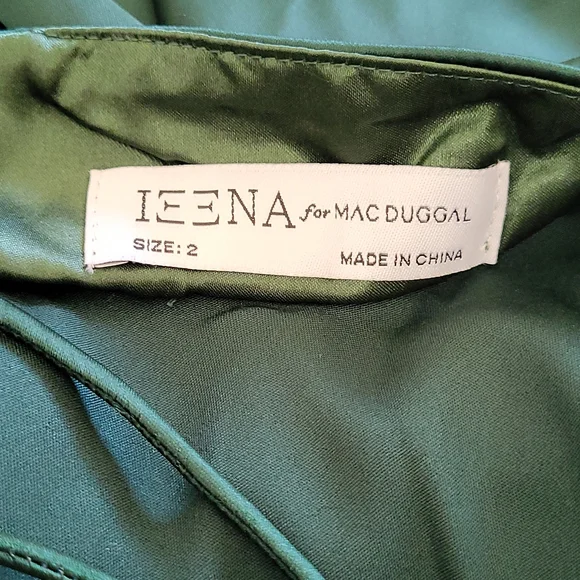 IEENA for MAC DUGGAL
SIZE: 2
MADE IN CHINA